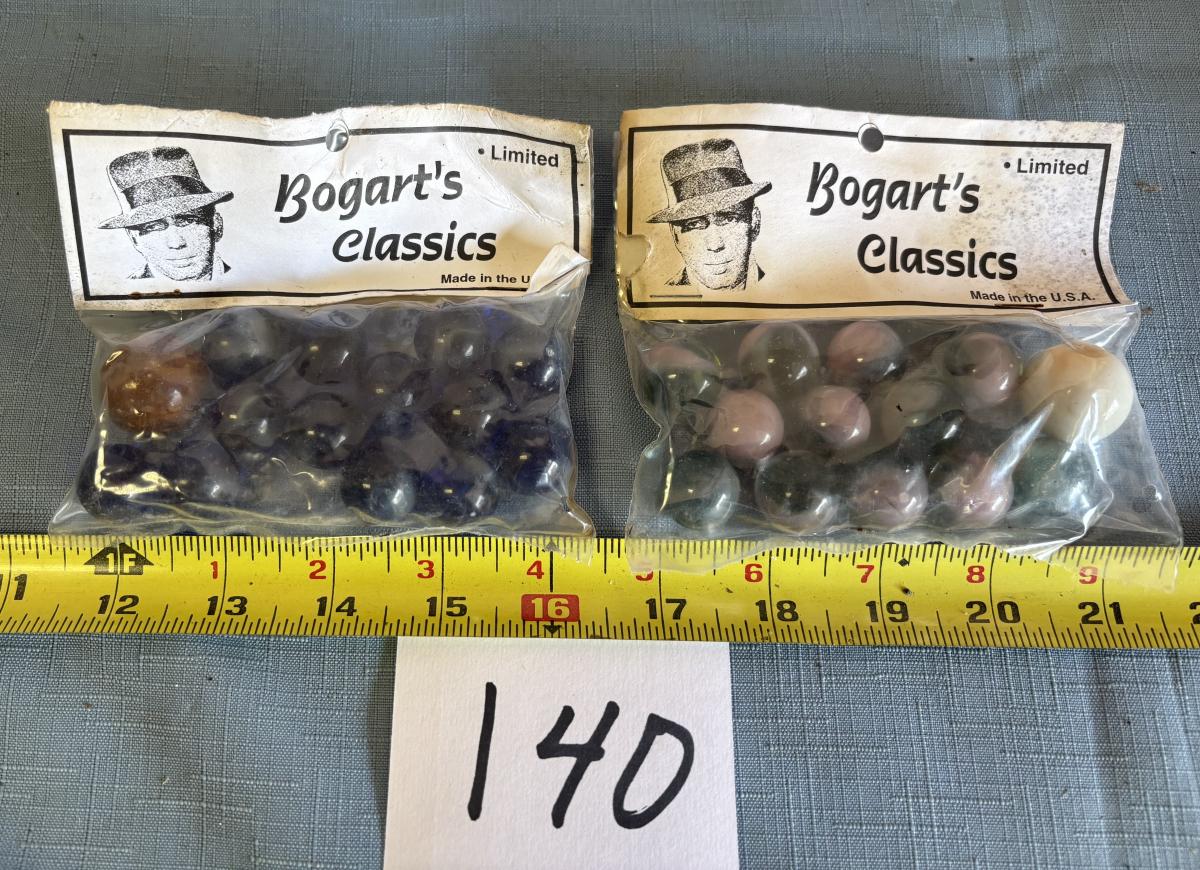 • Limited
Bogart's
Classics
Made in the U
• Limited
Bogart's
Classics
Made in the U.S.A.
1F 1 2 3 4 5 6 7 8 9
1 12 13 14 15 16 17 18 19 20 21
140